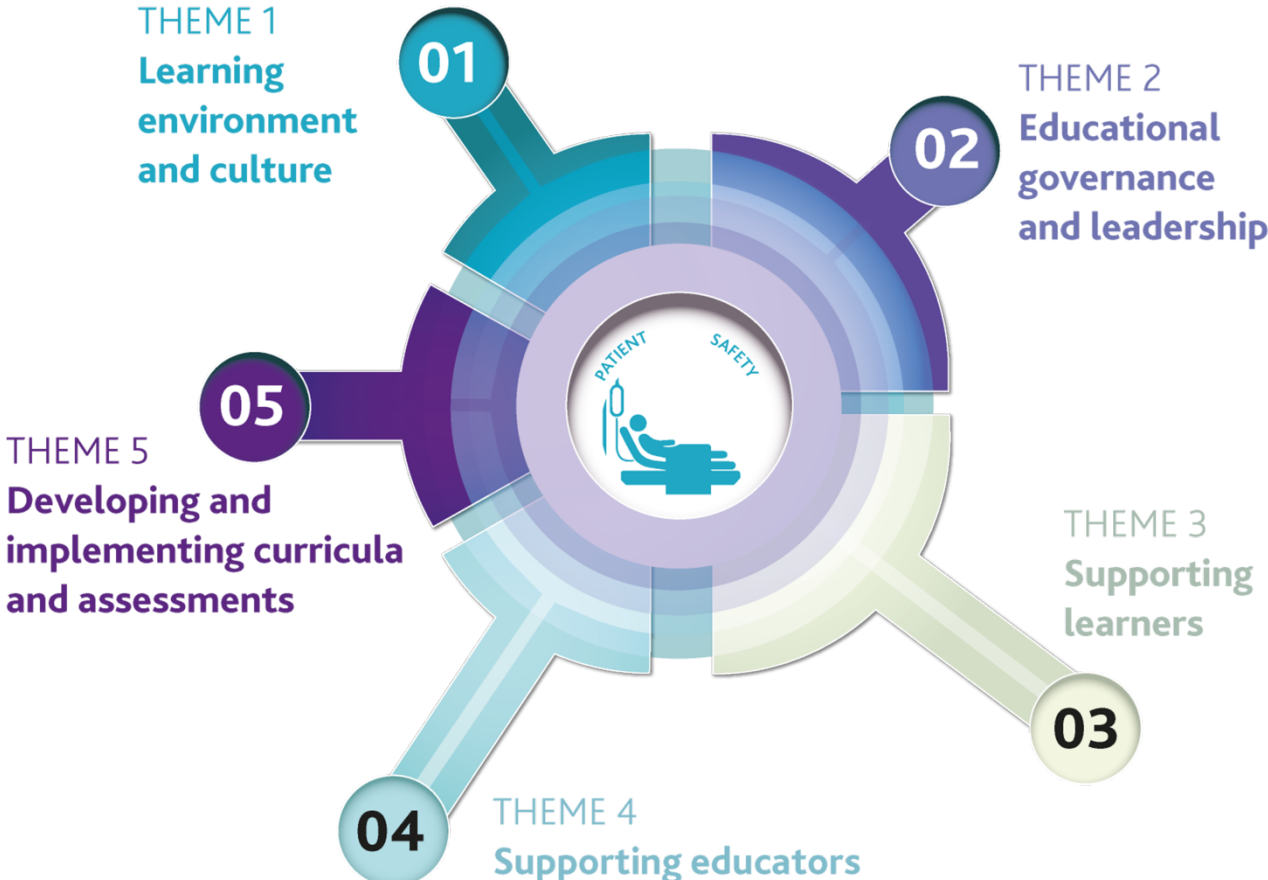 THEME 1
Learning
environment
and culture
01
02
THEME 2
Educational
governance
and leadership
PATIENT SAFETY
05
THEME 5
Developing and
implementing curricula
and assessments
THEME 3
Supporting
learners
03
04
THEME 4
Supporting educators